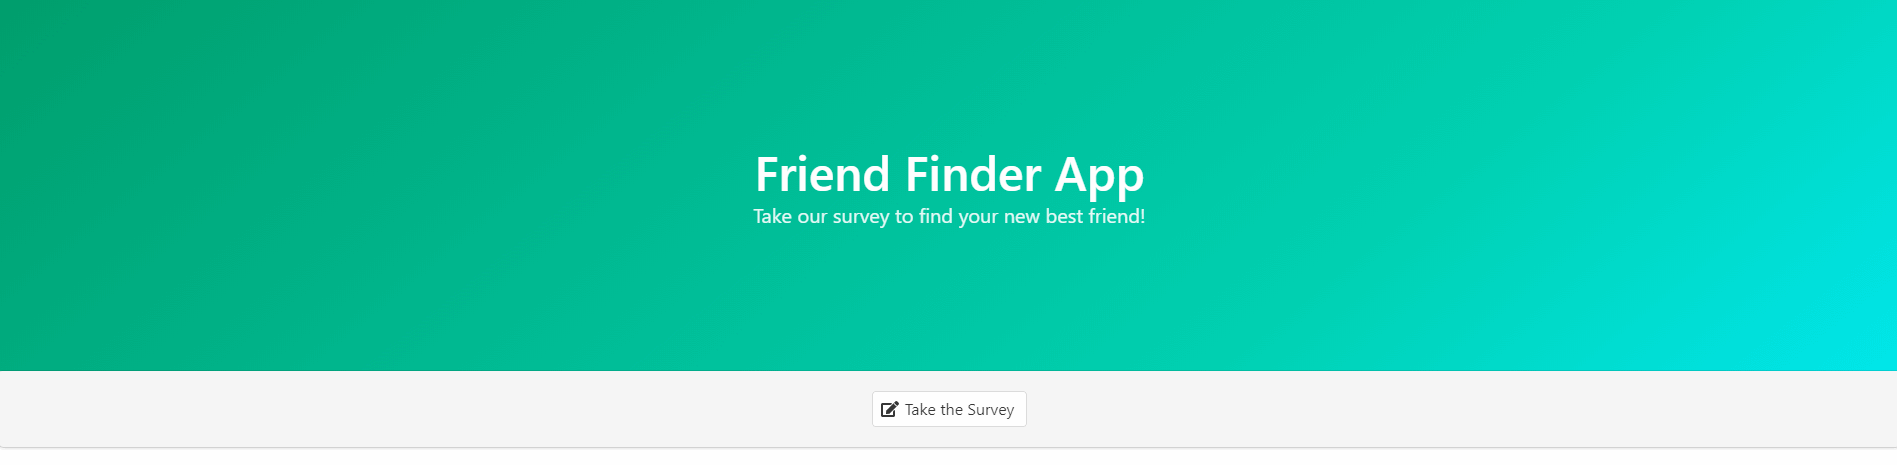 Friend Finder App
Take our survey to find your new best friend!
Take the Survey